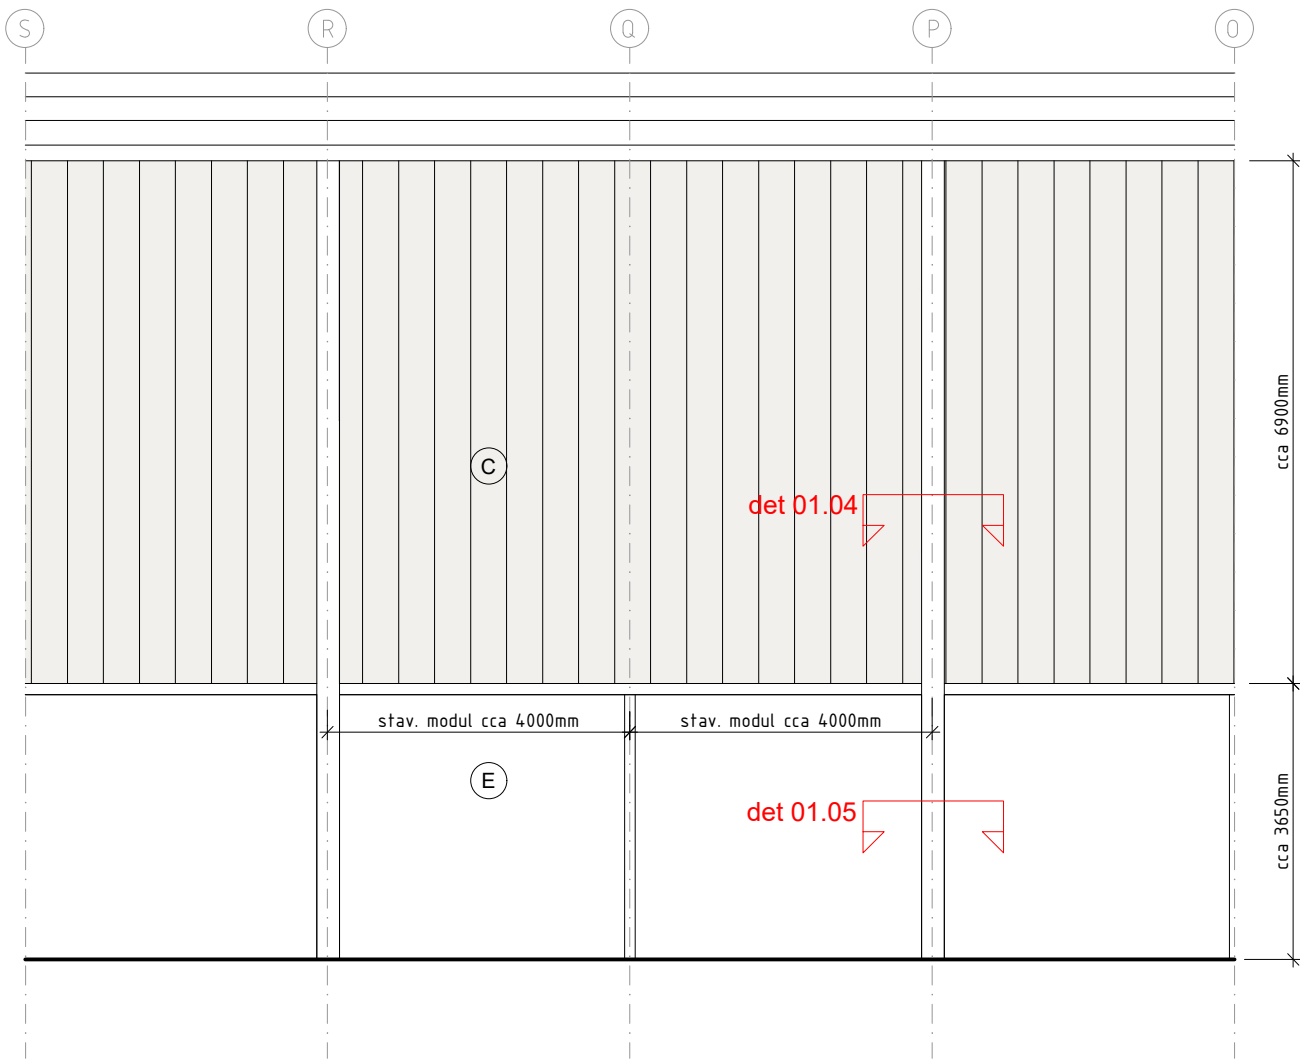 S R Q P O
cca 6900mm
C
det 01.04
stav. modul cca 4000mm stav. modul cca 4000mm
E
det 01.05
cca 3650mm